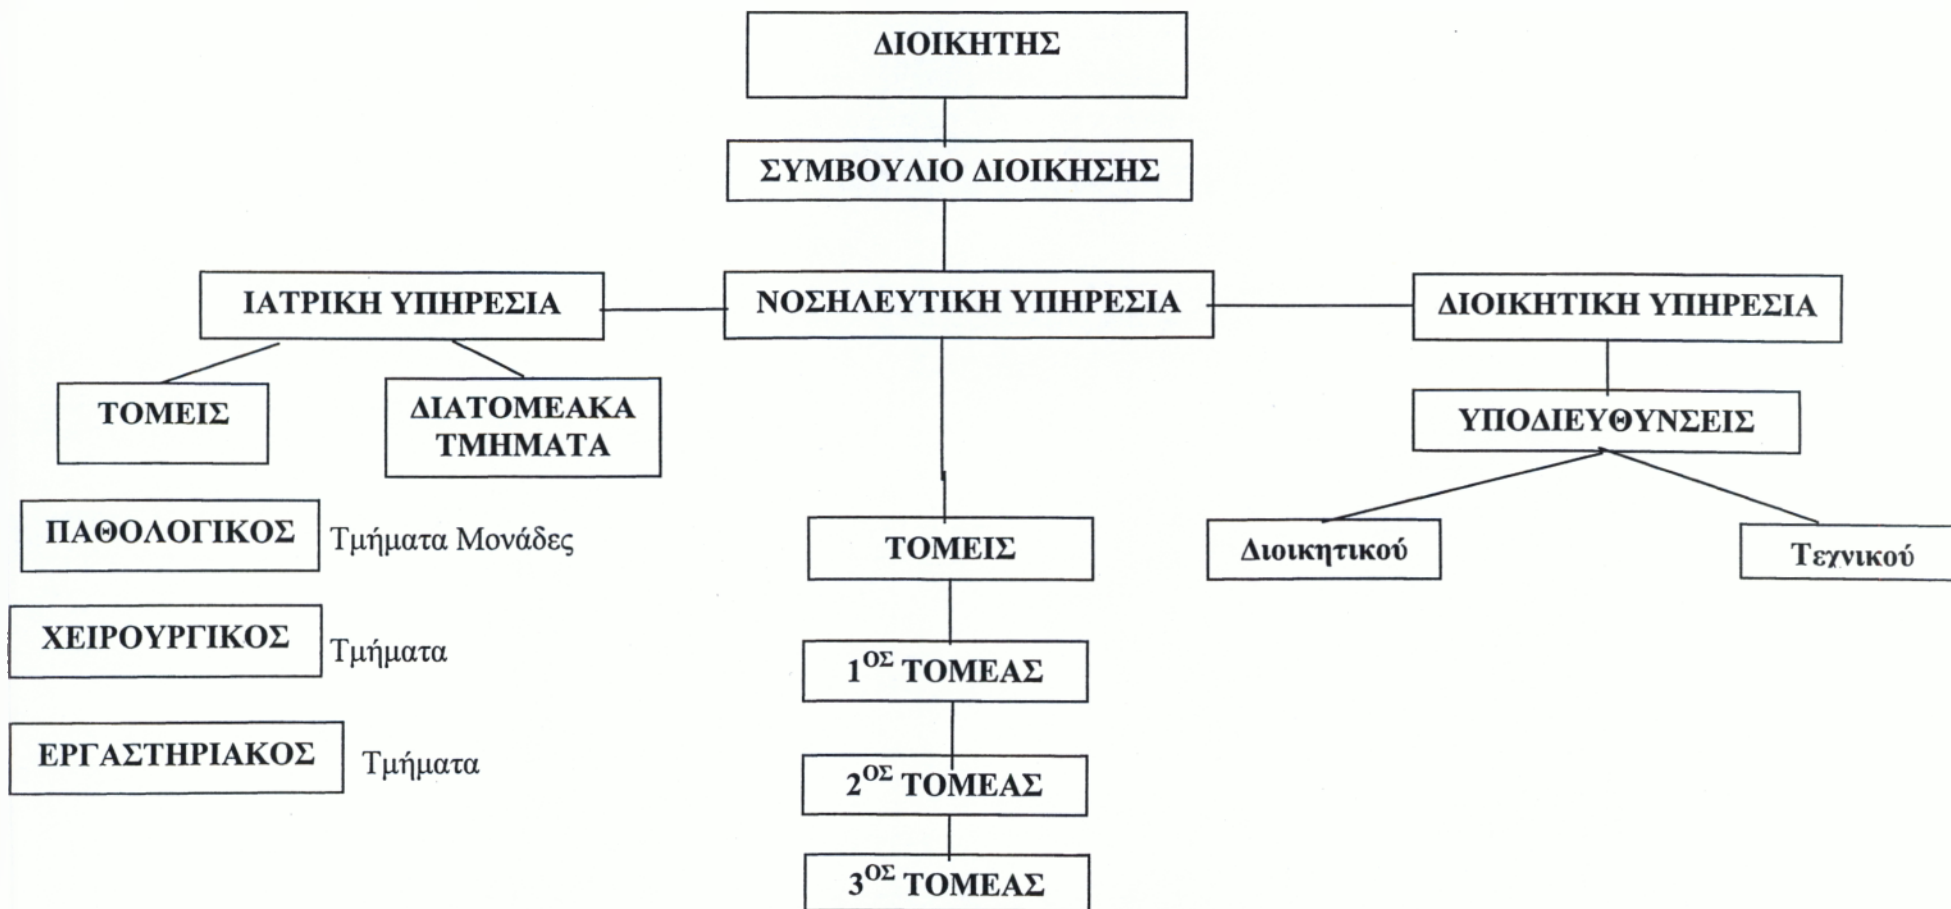 ΔΙΟΙΚΗΤΗΣ
ΣΥΜΒΟΥΛΙΟ ΔΙΟΙΚΗΣΗΣ
ΙΑΤΡΙΚΗ ΥΠΗΡΕΣΙΑ
ΝΟΣΗΛΕΥΤΙΚΗ ΥΠΗΡΕΣΙΑ
ΔΙΟΙΚΗΤΙΚΗ ΥΠΗΡΕΣΙΑ
ΤΟΜΕΙΣ
ΔΙΑΤΟΜΕΑΚΑ
ΤΜΗΜΑΤΑ
ΥΠΟΔΙΕΥΘΥΝΣΕΙΣ
ΠΑΘΟΛΟΓΙΚΟΣ Τμήματα Μονάδες
ΤΟΜΕΙΣ
Διοικητικού
Τεχνικού
ΧΕΙΡΟΥΡΓΙΚΟΣ Τμήματα
1ΟΣ ΤΟΜΕΑΣ
ΕΡΓΑΣΤΗΡΙΑΚΟΣ Τμήματα
2ΟΣ ΤΟΜΕΑΣ
3ΟΣ ΤΟΜΕΑΣ